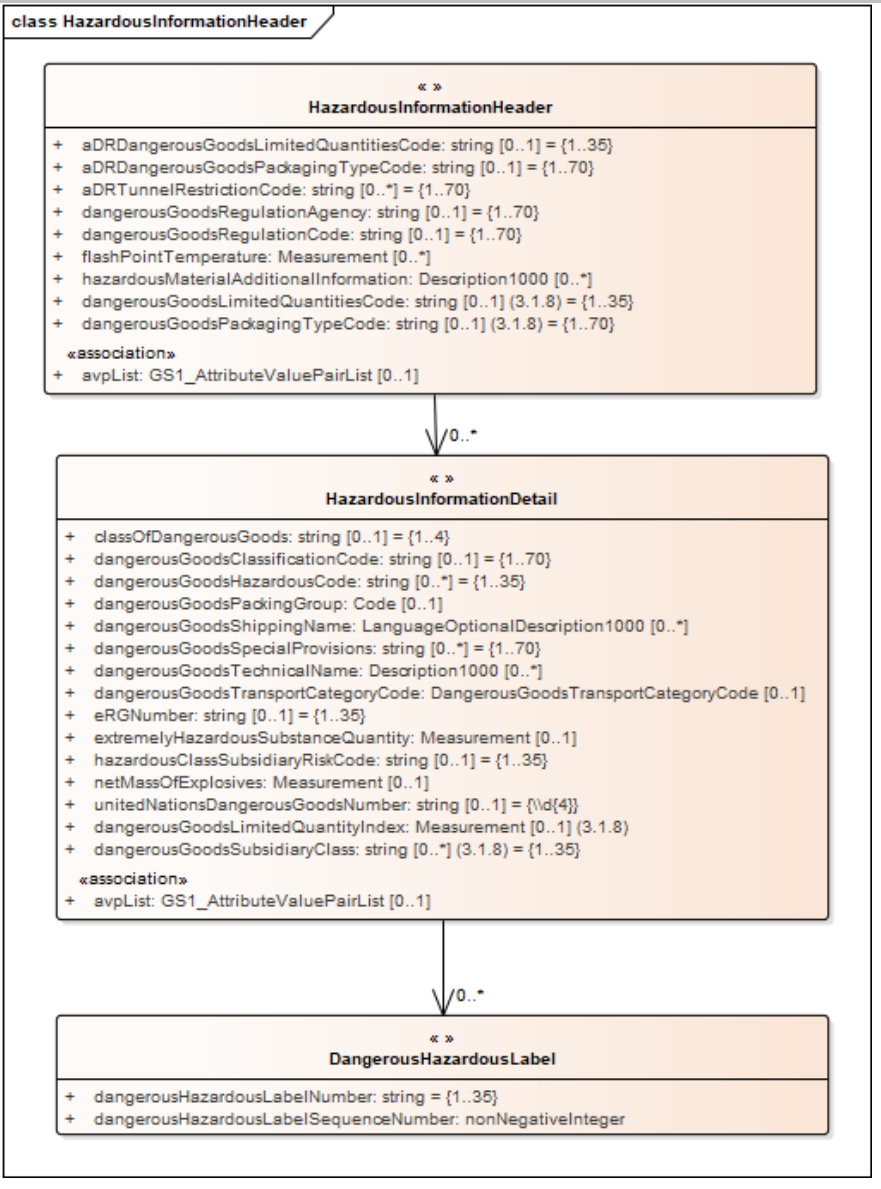 class HazardousInformationHeader
« »
HazardousInformationHeader
+ aDRDangerousGoodsLimitedQuantitiesCode: string [0..1] = {1..35}
+ aDRDangerousGoodsPackagingTypeCode: string [0..1] = {1..70}
+ aDRTunnelRestrictionCode: string [0..*] = {1..70}
+ dangerousGoodsRegulationAgency: string [0..1] = {1..70}
+ dangerousGoodsRegulationCode: string [0..1] = {1..70}
+ flashPointTemperature: Measurement [0..*]
+ hazardousMaterialAdditionalInformation: Description1000 [0..*]
+ dangerousGoodsLimitedQuantitiesCode: string [0..1] (3.1.8) = {1..35}
+ dangerousGoodsPackagingTypeCode: string [0..1] (3.1.8) = {1..70}
«association»
+ avpList: GS1_AttributeValuePairList [0..1]
0..*
« »
HazardousInformationDetail
+ classOfDangerousGoods: string [0..1] = {1..4}
+ dangerousGoodsClassificationCode: string [0..1] = {1..70}
+ dangerousGoodsHazardousCode: string [0..*] = {1..35}
+ dangerousGoodsPackingGroup: Code [0..1]
+ dangerousGoodsShippingName: LanguageOptionalDescription1000 [0..*]
+ dangerousGoodsSpecialProvisions: string [0..*] = {1..70}
+ dangerousGoodsTechnicalName: Description1000 [0..*]
+ dangerousGoodsTransportCategoryCode: DangerousGoodsTransportCategoryCode [0..1]
+ eRGNumber: string [0..1] = {1..35}
+ extremelyHazardousSubstanceQuantity: Measurement [0..1]
+ hazardousClassSubsidiaryRiskCode: string [0..1] = {1..35}
+ netMassOfExplosives: Measurement [0..1]
+ unitedNationsDangerousGoodsNumber: string [0..1] = {\\d{4}}
+ dangerousGoodsLimitedQuantityIndex: Measurement [0..1] (3.1.8)
+ dangerousGoodsSubsidiaryClass: string [0..*] (3.1.8) = {1..35}
«association»
+ avpList: GS1_AttributeValuePairList [0..1]
0..*
« »
DangerousHazardousLabel
+ dangerousHazardousLabelNumber: string = {1..35}
+ dangerousHazardousLabelSequenceNumber: nonNegativeInteger